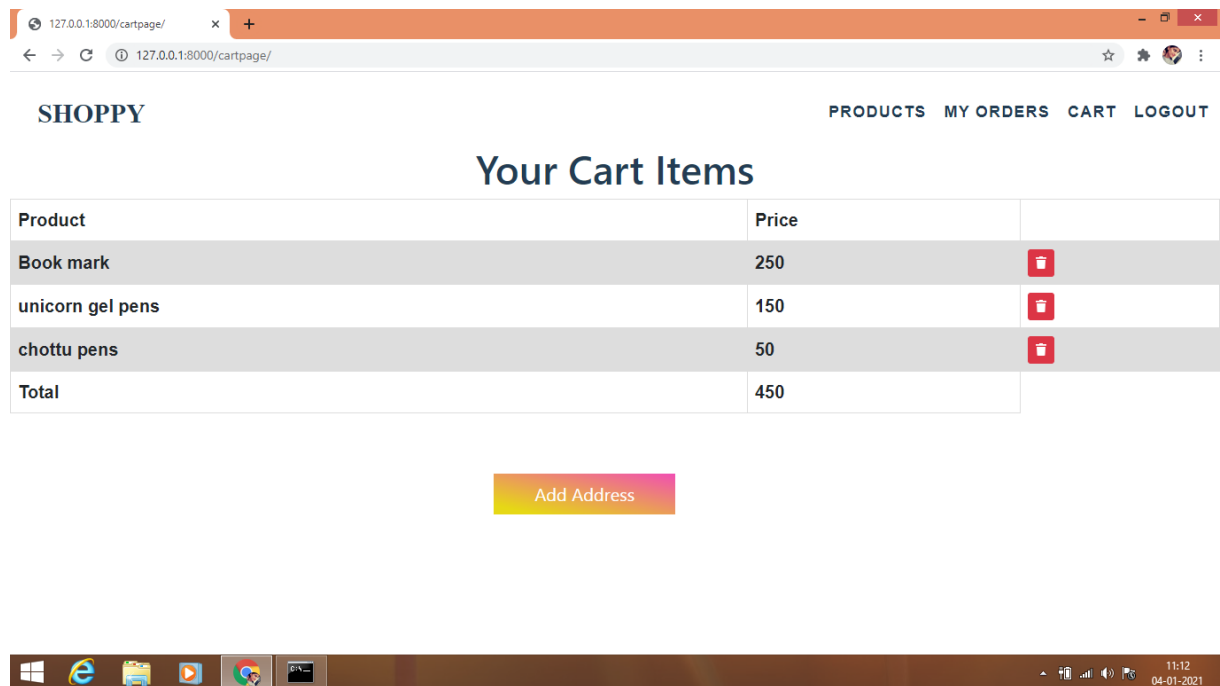 127.0.0.1:8000/cartpage/
127.0.0.1:8000/cartpage/
SHOPPY PRODUCTS MY ORDERS CART LOGOUT
Your Cart Items
Product Price
Book mark 250
unicorn gel pens 150
chottu pens 50
Total 450
Add Address
11:12
04-01-2021